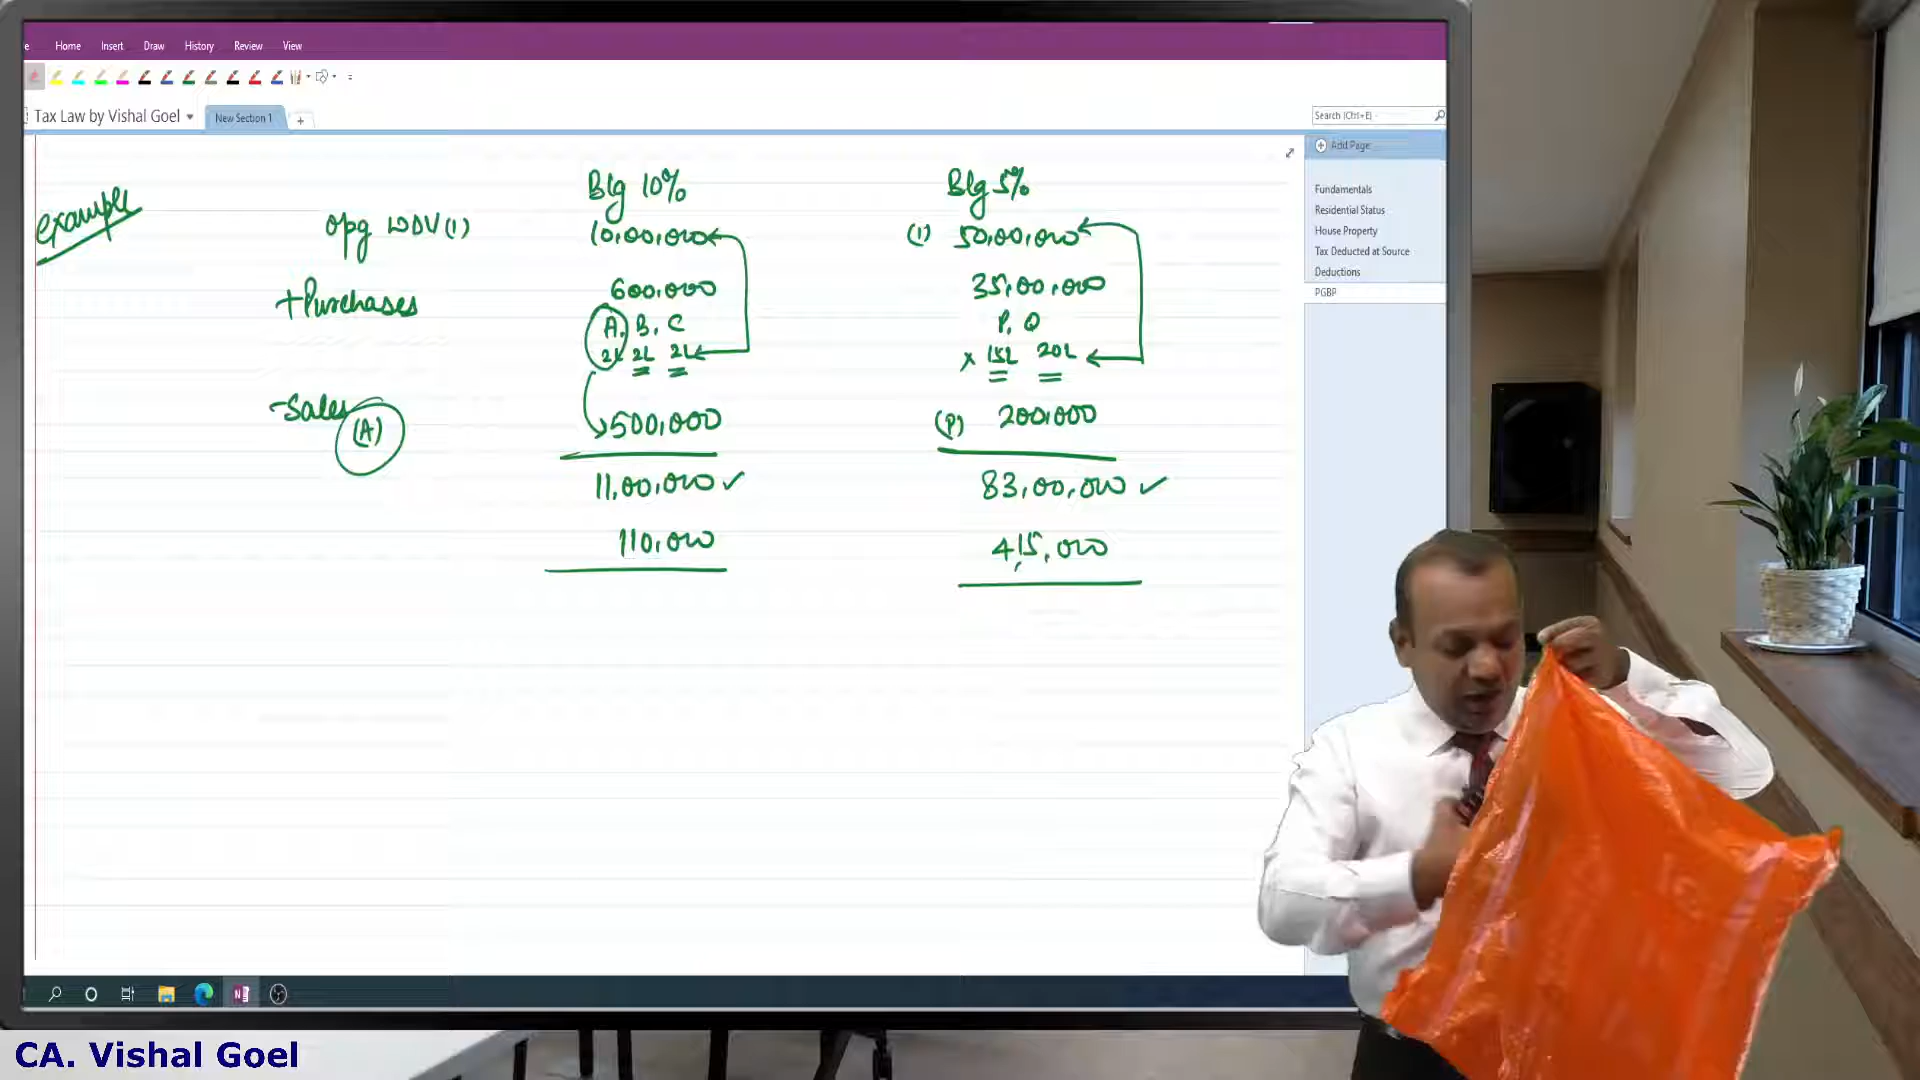 Home Insert Draw History Review View
Tax Law by Vishal Goel New Section 1 +
Search (Ctrl+E)
Add Page
Fundamentals
Residential Status
House Property
Tax Deducted at Source
Deductions
PGBP
example
Blg 10% Blg 5%
opg WDV (1) 10,00,000 (1) 50,00,000
+ Purchases 600,000 35,00,000
A, B, C P, Q
2L 2L 2L x 15L 20L
- Sales (A) 500,000 (P) 200,000
11,00,000 ✓ 83,00,000 ✓
110,000 4,15,000
CA. Vishal Goel